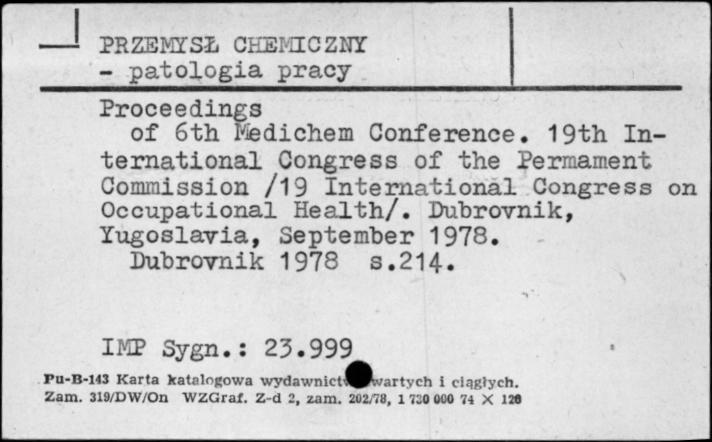 PRZEMYSŁ CHEMICZNY
- patologia pracy
Proceedings
of 6th Medichem Conference. 19th In-
ternational Congress of the Permament
Commission /19 International Congress on
Occupational Health/. Dubrovnik,
Yugoslavia, September 1978.
Dubrovnik 1978 s.214.
IMP Sygn.: 23.999
Pu-B-143 Karta katalogowa wydawnict wartych i ciągłych.
Zam. 319/DW/On WZGraf. Z-d 2, zam. 202/78, 1 730 000 74 X 120